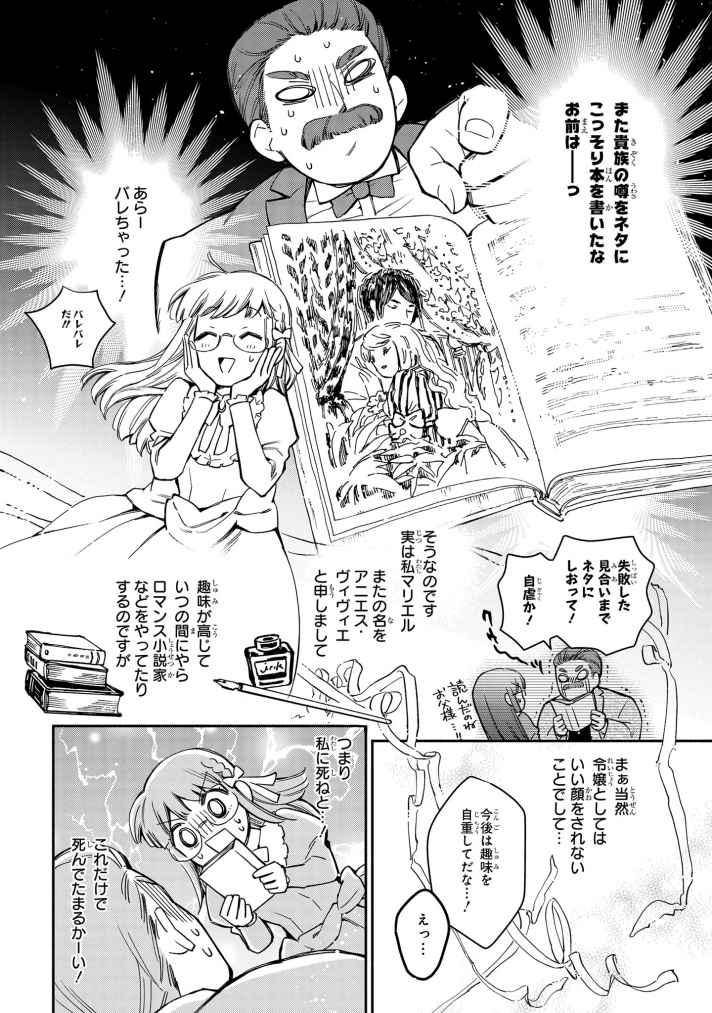 また貴族の噂をネタに
こっそり本を書いたな
お前は――っ
あらー
バレちゃった…!
バレバレ
だ!!
そうなのです
実は私マリエル
またの名を
アニエス・
ヴィヴィエ
と申しまして
趣味が高じて
いつの間にやら
ロマンス小説家
などをやってたり
するのですが
ink
失敗した
見合いまで
ネタに
しおって!
自虐か!
読んだのね
お父様…!!
まぁ当然
令嬢としては
いい顔をされない
ことでして…
今後は趣味を
自重してだな…
えっ…
つまり
私に死ねと…
これだけで
死んでたまるかーい!